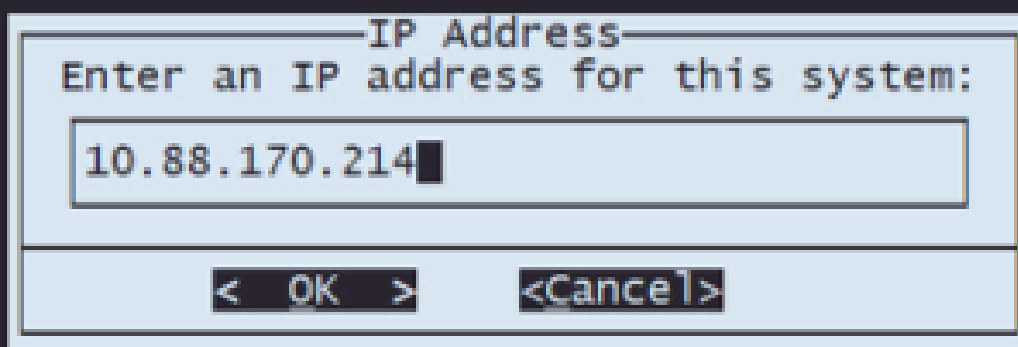 IP Address
Enter an IP address for this system:
10.88.170.214
< OK > <Cancel>